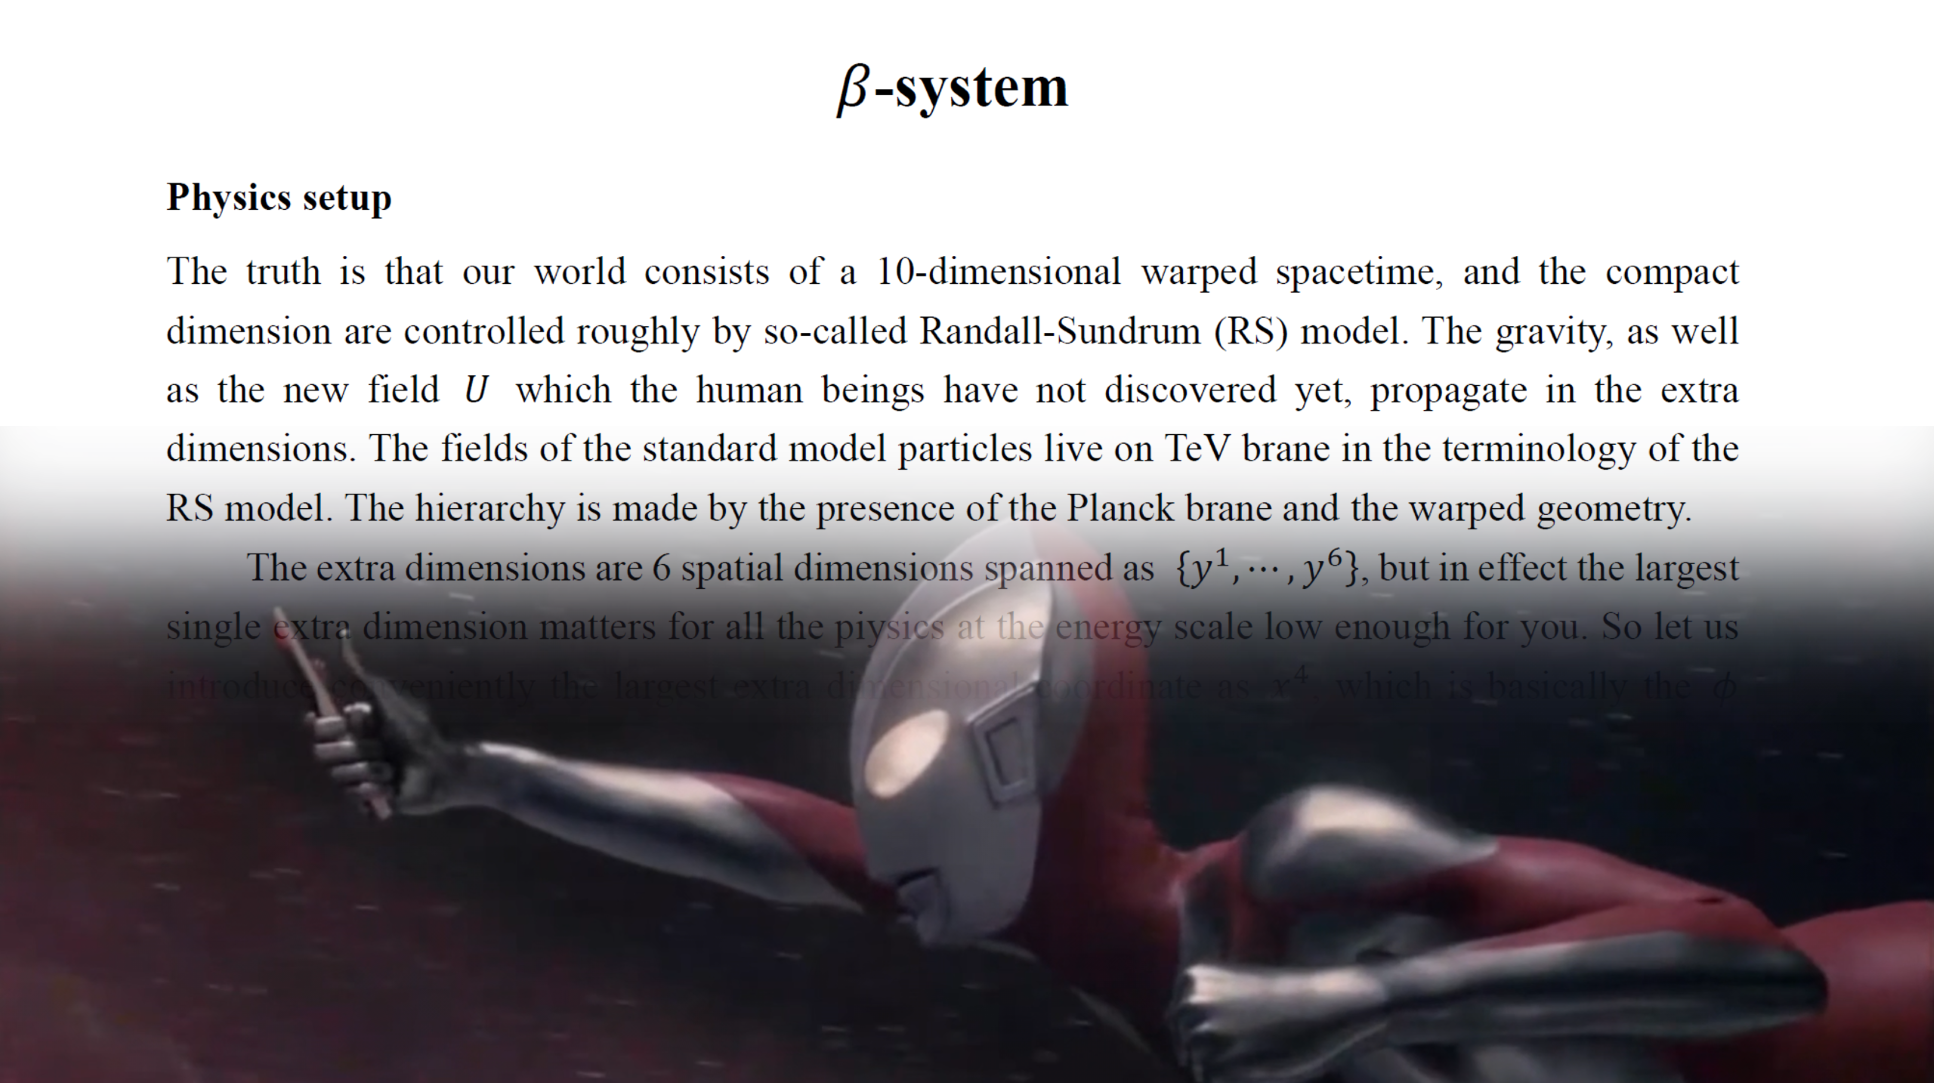 β-system
Physics setup
The truth is that our world consists of a 10-dimensional warped spacetime, and the compact
dimension are controlled roughly by so-called Randall-Sundrum (RS) model. The gravity, as well
as the new field U which the human beings have not discovered yet, propagate in the extra
dimensions. The fields of the standard model particles live on TeV brane in the terminology of the
RS model. The hierarchy is made by the presence of the Planck brane and the warped geometry.
The extra dimensions are 6 spatial dimensions spanned as {y¹,⋯,y⁶}, but in effect the largest
single extra dimension matters for all the piysics at the energy scale low enough for you. So let us
introduce conveniently the largest extra dimensional coordinate as x⁴, which is basically the ϕ